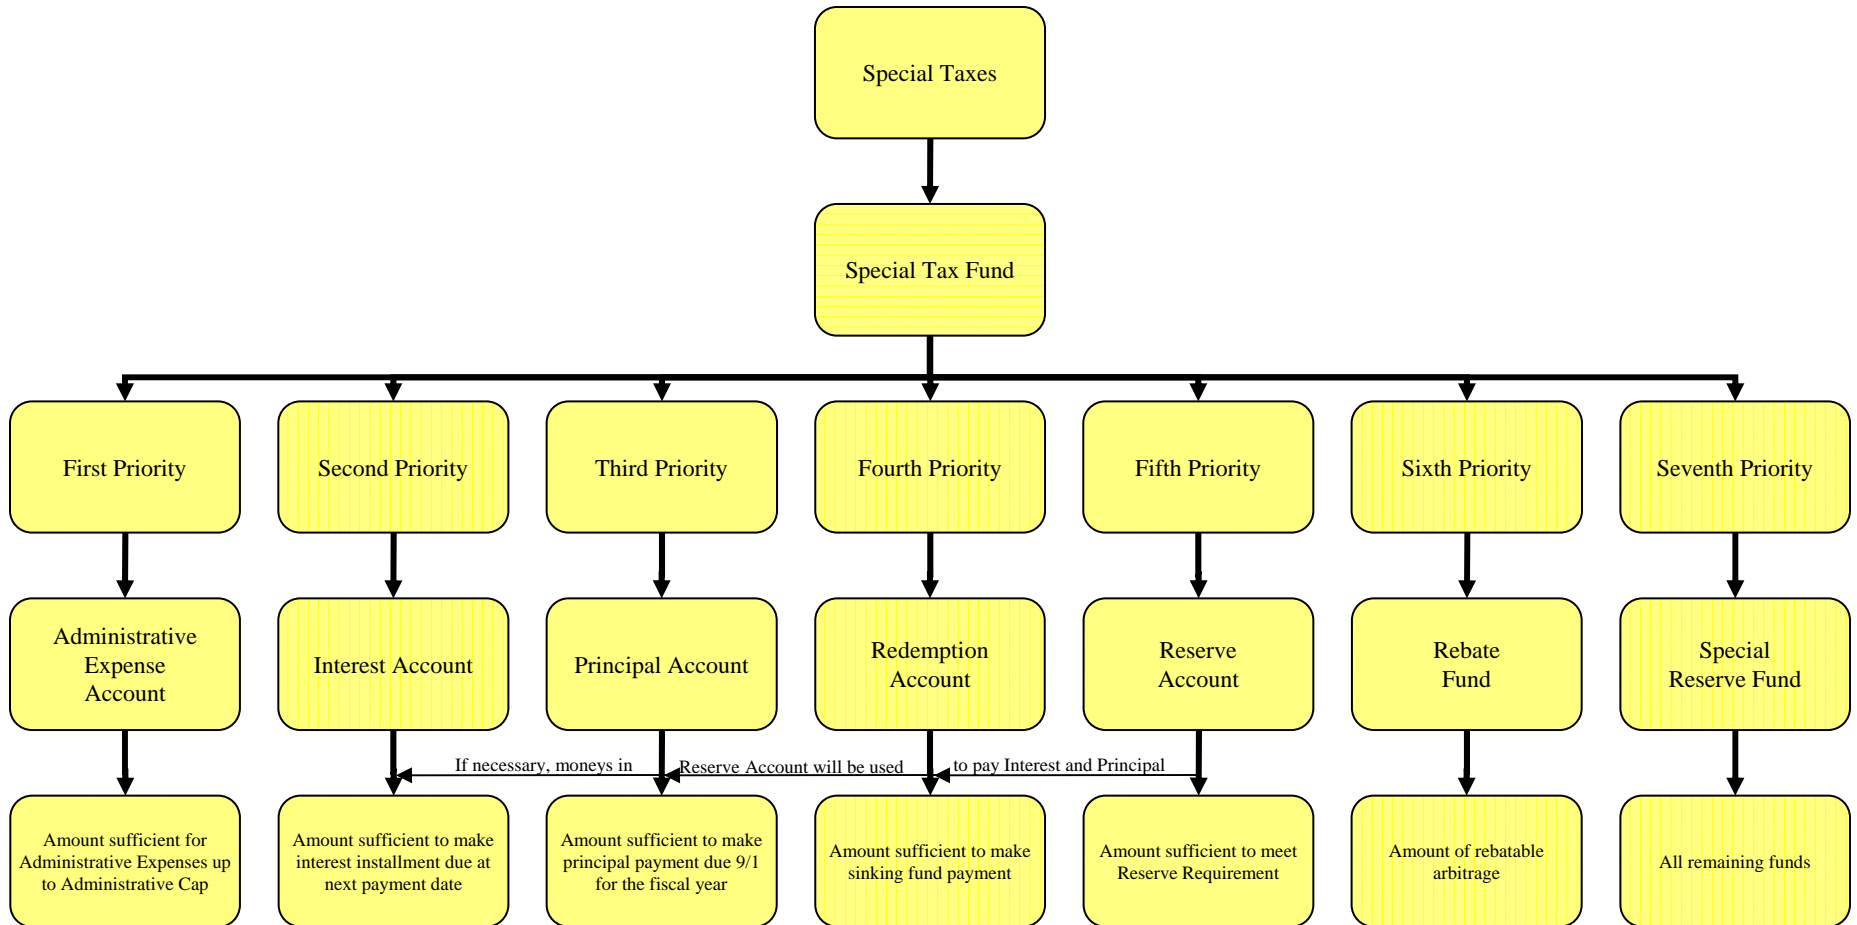 Special Taxes
Special Tax Fund
First Priority
Second Priority
Third Priority
Fourth Priority
Fifth Priority
Sixth Priority
Seventh Priority
Administrative
Expense
Account
Interest Account
Principal Account
Redemption
Account
Reserve
Account
Rebate
Fund
Special
Reserve Fund
If necessary, moneys in
Reserve Account will be used
to pay Interest and Principal
Amount sufficient for
Administrative Expenses up
to Administrative Cap
Amount sufficient to make
interest installment due at
next payment date
Amount sufficient to make
principal payment due 9/1
for the fiscal year
Amount sufficient to make
sinking fund payment
Amount sufficient to meet
Reserve Requirement
Amount of rebatable
arbitrage
All remaining funds